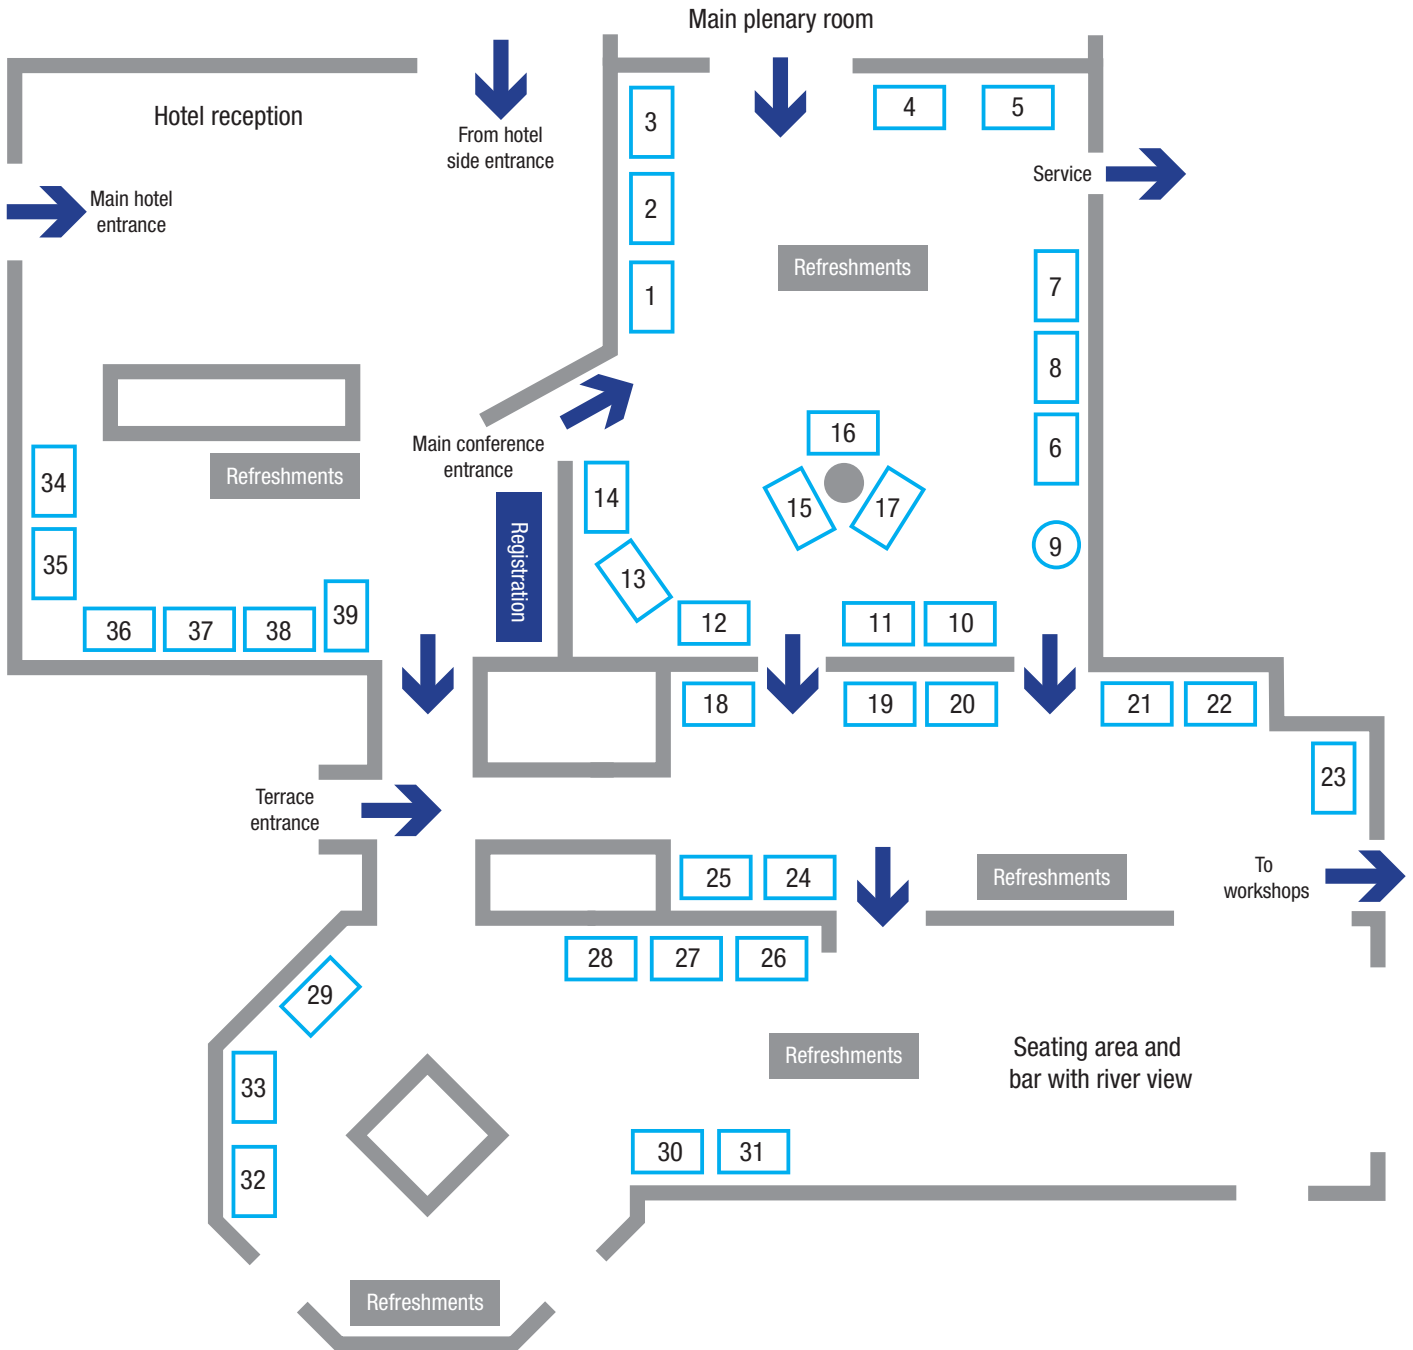 Main plenary room
Hotel reception
From hotel
side entrance
3
4
5
Service
Main hotel
entrance
2
Refreshments
1
7
8
16
Main conference
entrance
6
34
Refreshments
14
15
17
Registration
9
35
13
39
36
37
38
12
11
10
18
19
20
21
22
23
Terrace
entrance
25
24
Refreshments
To
workshops
28
27
26
29
Refreshments
Seating area and
bar with river view
33
30
31
32
Refreshments